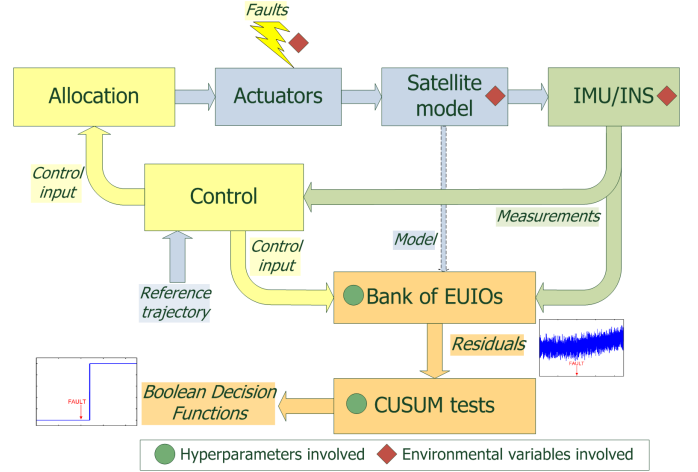 Faults
Allocation
Actuators
Satellite
model
IMU/INS
Control
input
Control
Measurements
Control
input
Model
Reference
trajectory
Bank of EUIOs
Residuals
FAULT
FAULT
Boolean Decision
Functions
CUSUM tests
Hyperparameters involved
Environmental variables involved